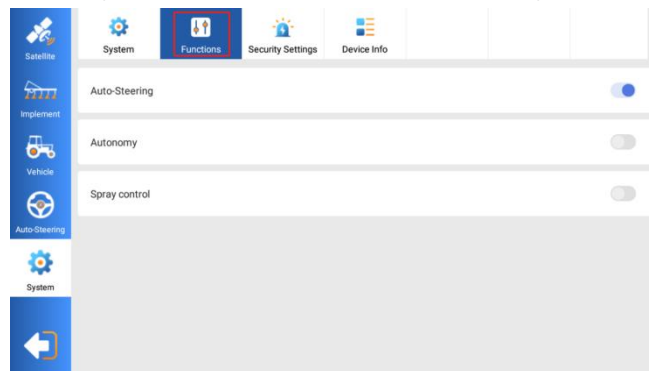 Satellite
Implement
Vehicle
Auto-Steering
System
System
Functions
Security Settings
Device Info
Auto-Steering
Autonomy
Spray control